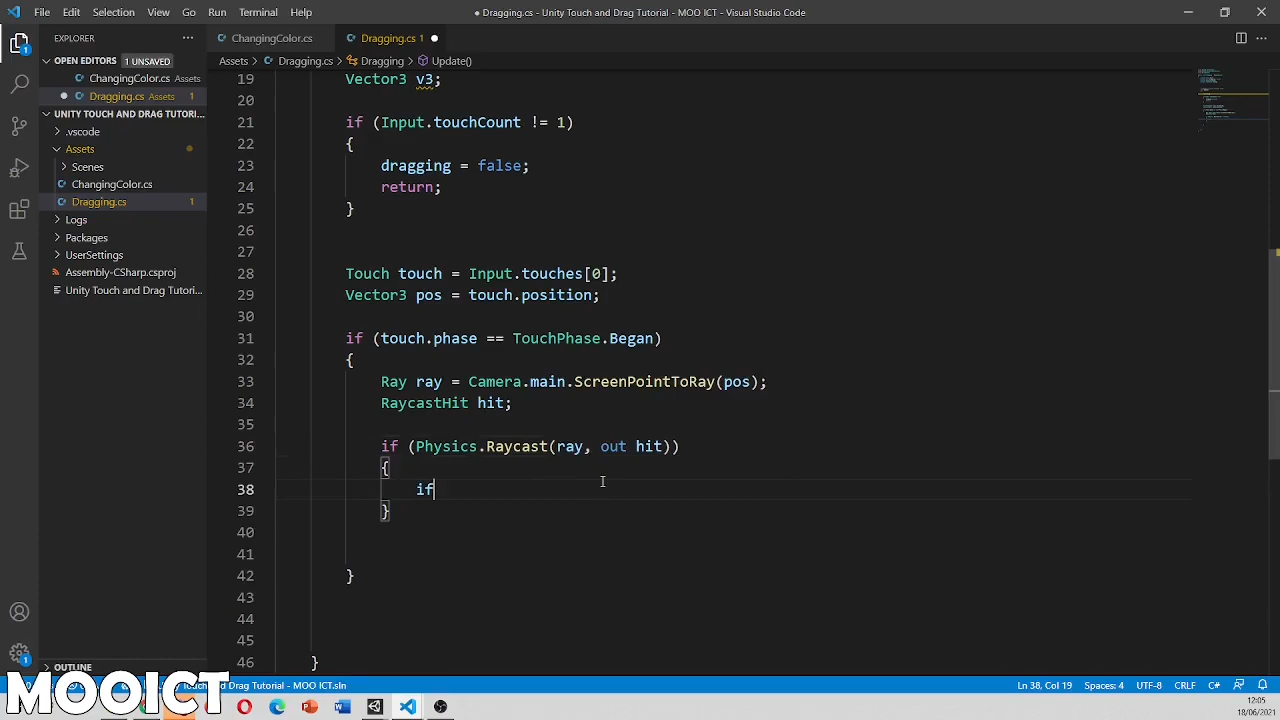 File Edit Selection View Go Run Terminal Help
● Dragging.cs - Unity Touch and Drag Tutorial - MOO ICT - Visual Studio Code
EXPLORER
ChangingColor.cs
Dragging.cs 1
OPEN EDITORS 1 UNSAVED
Assets > Dragging.cs > Dragging > Update()
ChangingColor.cs Assets
Dragging.cs Assets 1
UNITY TOUCH AND DRAG TUTORI...
.vscode
Assets
Scenes
ChangingColor.cs
Dragging.cs 1
Logs
Packages
UserSettings
Assembly-CSharp.csproj
Unity Touch and Drag Tutori...
OUTLINE
19 Vector3 v3;
20
21 if (Input.touchCount != 1)
22 {
23 dragging = false;
24 return;
25 }
26
27
28 Touch touch = Input.touches[0];
29 Vector3 pos = touch.position;
30
31 if (touch.phase == TouchPhase.Began)
32 {
33 Ray ray = Camera.main.ScreenPointToRay(pos);
34 RaycastHit hit;
35
36 if (Physics.Raycast(ray, out hit))
37 {
38 if
39 }
40
41
42 }
43
44
45
46 }
1
1
MOOICT
Touch and Drag Tutorial - MOO ICT.sln
Ln 38, Col 19 Spaces: 4 UTF-8 CRLF C#
12:05
18/06/2021